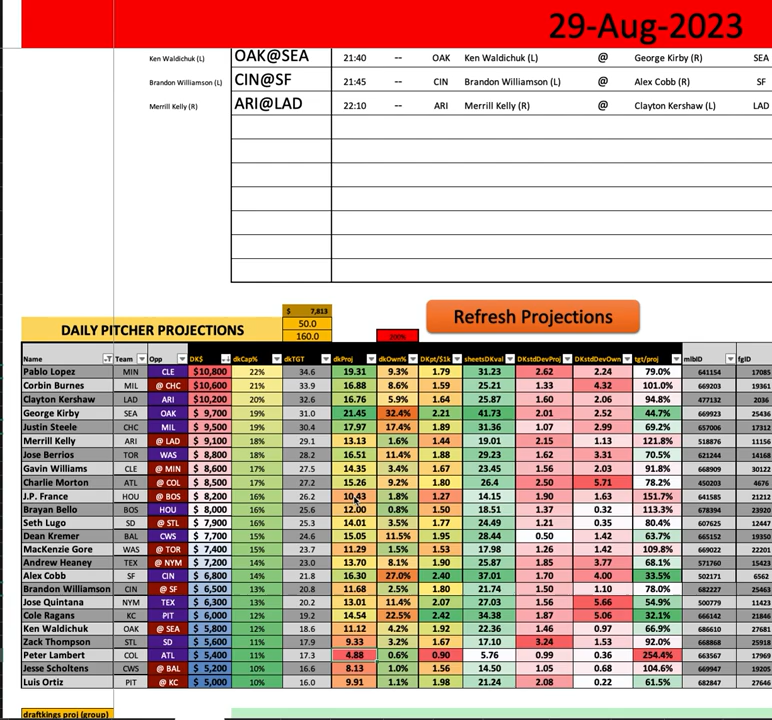 29-Aug-2023
Ken Waldichuk (L) OAK@SEA 21:40 -- OAK Ken Waldichuk (L) @ George Kirby (R) SEA
Brandon Williamson (L) CIN@SF 21:45 -- CIN Brandon Williamson (L) @ Alex Cobb (R) SF
Merrill Kelly (R) ARI@LAD 22:10 -- ARI Merrill Kelly (R) @ Clayton Kershaw (L) LAD
$ 7,813
Refresh Projections
50.0
DAILY PITCHER PROJECTIONS
160.0
Name Team Opp DK$ dkCap% dkTGT dkProj dkOwn% DKpt/$1k sheetsDKval DKstdDevProj DKstdDevOwn tgt/proj mlbID fgID
Pablo Lopez MIN CLE $10,800 22% 34.6 19.31 9.3% 1.79 31.23 2.62 2.24 79.0% 641154 17085
Corbin Burnes MIL @ CHC $10,600 21% 33.9 16.88 8.6% 1.59 25.21 1.33 4.32 101.0% 669203 19361
Clayton Kershaw LAD ARI $10,200 20% 32.6 16.76 5.9% 1.64 25.87 1.60 2.06 94.8% 477132 2036
George Kirby SEA OAK $ 9,700 19% 31.0 21.45 32.4% 2.21 41.73 2.01 2.52 44.7% 669923 25436
Justin Steele CHC MIL $ 9,500 19% 30.4 17.97 17.4% 1.89 31.36 1.07 2.99 69.2% 657006 17312
Merrill Kelly ARI @ LAD $ 9,100 18% 29.1 13.13 1.6% 1.44 19.01 2.15 1.13 121.8% 518876 11156
Jose Berrios TOR WAS $ 8,800 18% 28.2 16.51 11.4% 1.88 29.23 1.62 3.31 70.5% 621244 14168
Gavin Williams CLE @ MIN $ 8,600 17% 27.5 14.35 3.4% 1.67 23.45 1.56 2.03 91.8% 668909 30122
Charlie Morton ATL @ COL $ 8,500 17% 27.2 15.26 9.2% 1.80 26.4 2.50 5.71 78.2% 450203 4676
J.P. France HOU @ BOS $ 8,200 16% 26.2 10.43 1.8% 1.27 14.15 1.90 1.63 151.7% 641585 21212
Brayan Bello BOS HOU $ 8,000 16% 25.6 12.00 0.8% 1.50 18.51 1.37 0.32 113.3% 678394 23920
Seth Lugo SD @ STL $ 7,900 16% 25.3 14.01 3.5% 1.77 24.49 1.21 0.35 80.4% 607625 12447
Dean Kremer BAL CWS $ 7,700 15% 24.6 15.05 11.5% 1.95 28.44 0.50 1.42 63.7% 665152 19350
MacKenzie Gore WAS @ TOR $ 7,400 15% 23.7 11.29 1.5% 1.53 17.98 1.26 1.42 109.8% 669022 22201
Andrew Heaney TEX @ NYM $ 7,200 14% 23.0 13.70 8.1% 1.90 25.87 1.85 3.77 68.1% 571760 15423
Alex Cobb SF CIN $ 6,800 14% 21.8 16.30 27.0% 2.40 37.01 1.70 4.00 33.5% 502171 6562
Brandon Williamson CIN @ SF $ 6,500 13% 20.8 11.68 2.5% 1.80 21.74 1.50 1.10 78.0% 682227 25463
Jose Quintana NYM TEX $ 6,300 13% 20.2 13.01 11.4% 2.07 27.03 1.56 5.66 54.9% 500779 11423
Cole Ragans KC PIT $ 6,000 12% 19.2 14.54 22.5% 2.42 34.38 1.87 5.06 32.1% 666142 21846
Ken Waldichuk OAK @ SEA $ 5,800 12% 18.6 11.12 4.2% 1.92 22.36 1.46 0.97 66.9% 686610 27681
Zack Thompson STL SD $ 5,600 11% 17.9 9.33 3.2% 1.67 17.10 3.24 1.53 92.0% 668868 25918
Peter Lambert COL ATL $ 5,400 11% 17.3 4.88 0.6% 0.90 5.76 0.99 0.36 254.4% 663567 17969
Jesse Scholtens CWS @ BAL $ 5,200 10% 16.6 8.13 1.0% 1.56 14.50 1.05 0.68 104.6% 669947 19205
Luis Ortiz PIT @ KC $ 5,000 10% 16.0 9.91 1.1% 1.98 21.24 2.08 0.22 61.5% 682847 27646
draftkings proj (group)